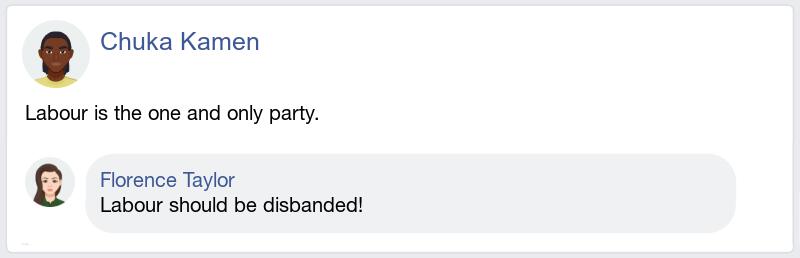 Chuka Kamen
Labour is the one and only party.
Florence Taylor
Labour should be disbanded!